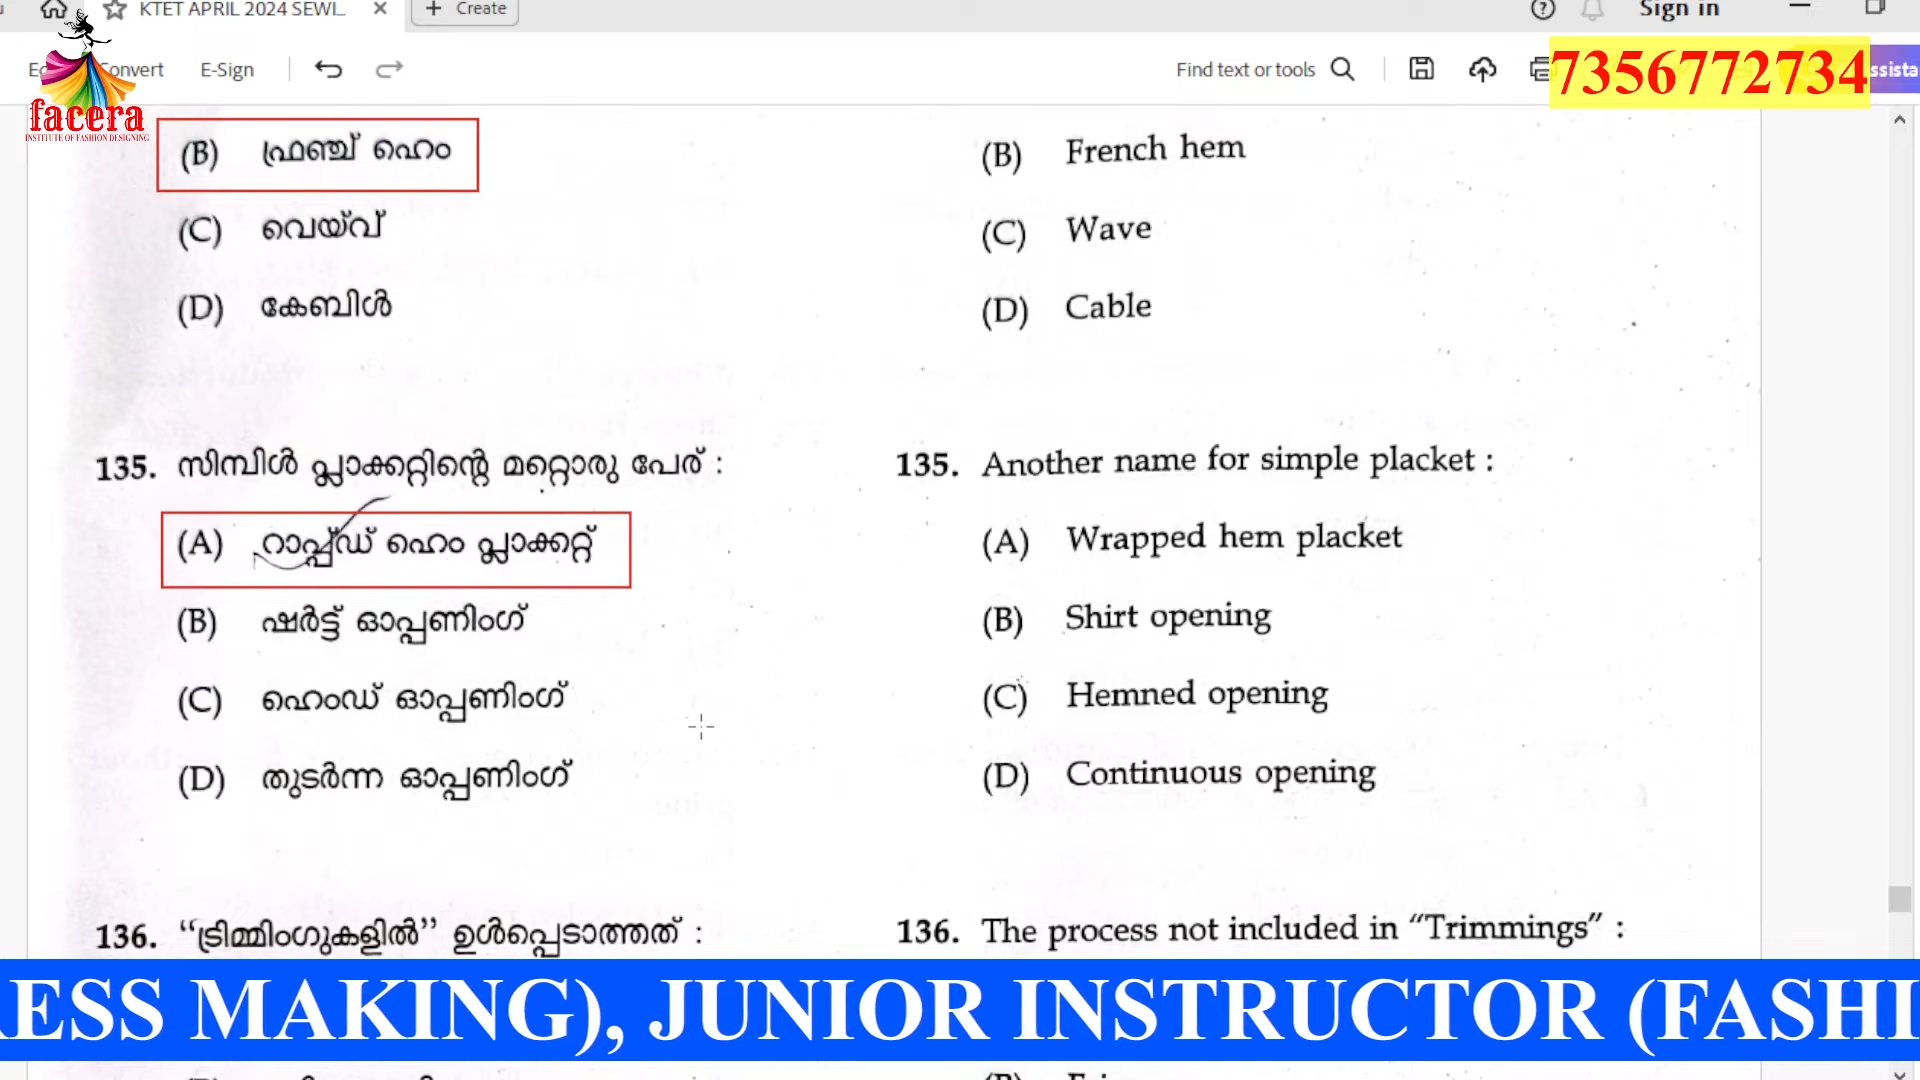 KTET APRIL 2024 SEWI...
Create
Sign in
Convert
E-Sign
Find text or tools
7356772734
facera
INSTITUTE OF FASHION DESIGNING
(B) ഫ്രഞ്ച് ഹെം
(C) വെയ്‌വ്
(D) കേബിൾ
135. സിമ്പിൾ പ്ലാക്കറ്റിന്റെ മറ്റൊരു പേര് :
(A) റാപ്പ്ഡ് ഹെം പ്ലാക്കറ്റ്
(B) ഷർട്ട് ഓപ്പണിംഗ്
(C) ഹെംഡ് ഓപ്പണിംഗ്
(D) തുടർന്ന ഓപ്പണിംഗ്
136. “ട്രിമ്മിംഗുകളിൽ” ഉൾപ്പെടാത്തത് :
(B) French hem
(C) Wave
(D) Cable
135. Another name for simple placket :
(A) Wrapped hem placket
(B) Shirt opening
(C) Hemned opening
(D) Continuous opening
136. The process not included in “Trimmings” :
ESS MAKING), JUNIOR INSTRUCTOR (FASHI